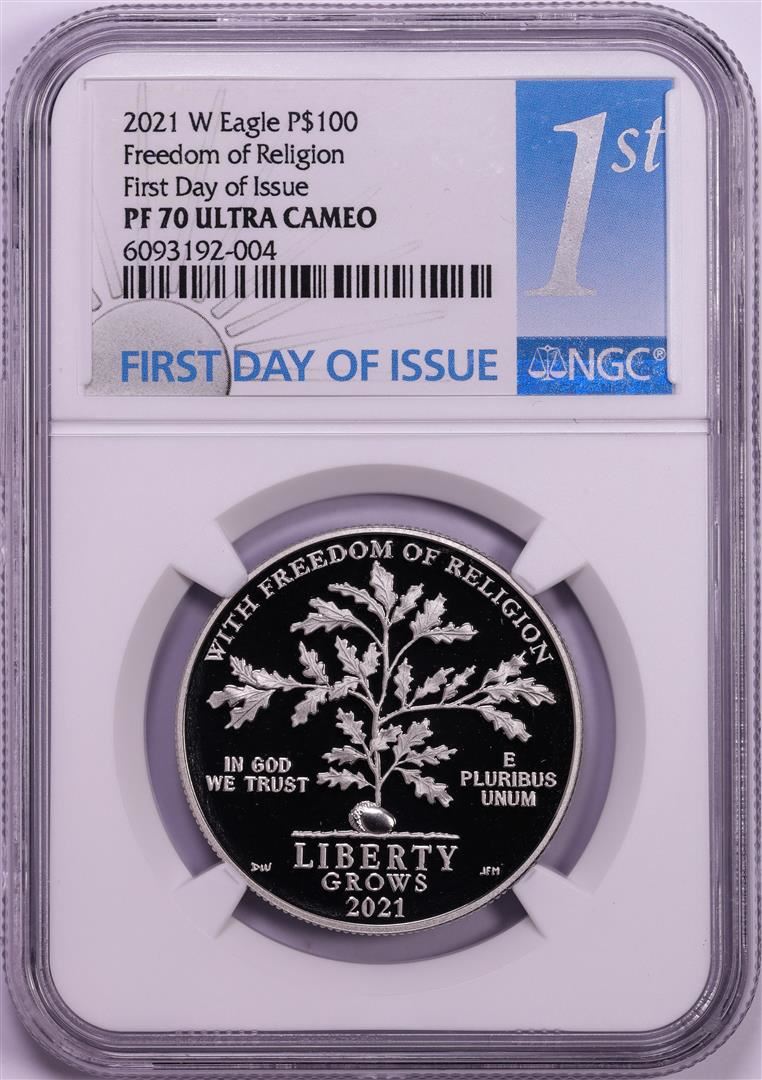 2021 W Eagle P$100
Freedom of Religion
First Day of Issue
PF 70 ULTRA CAMEO
6093192-004
1st
FIRST DAY OF ISSUE
NGC®
WITH FREEDOM OF RELIGION
IN GOD
WE TRUST
E
PLURIBUS
UNUM
DW
LIBERTY
JFM
GROWS
2021